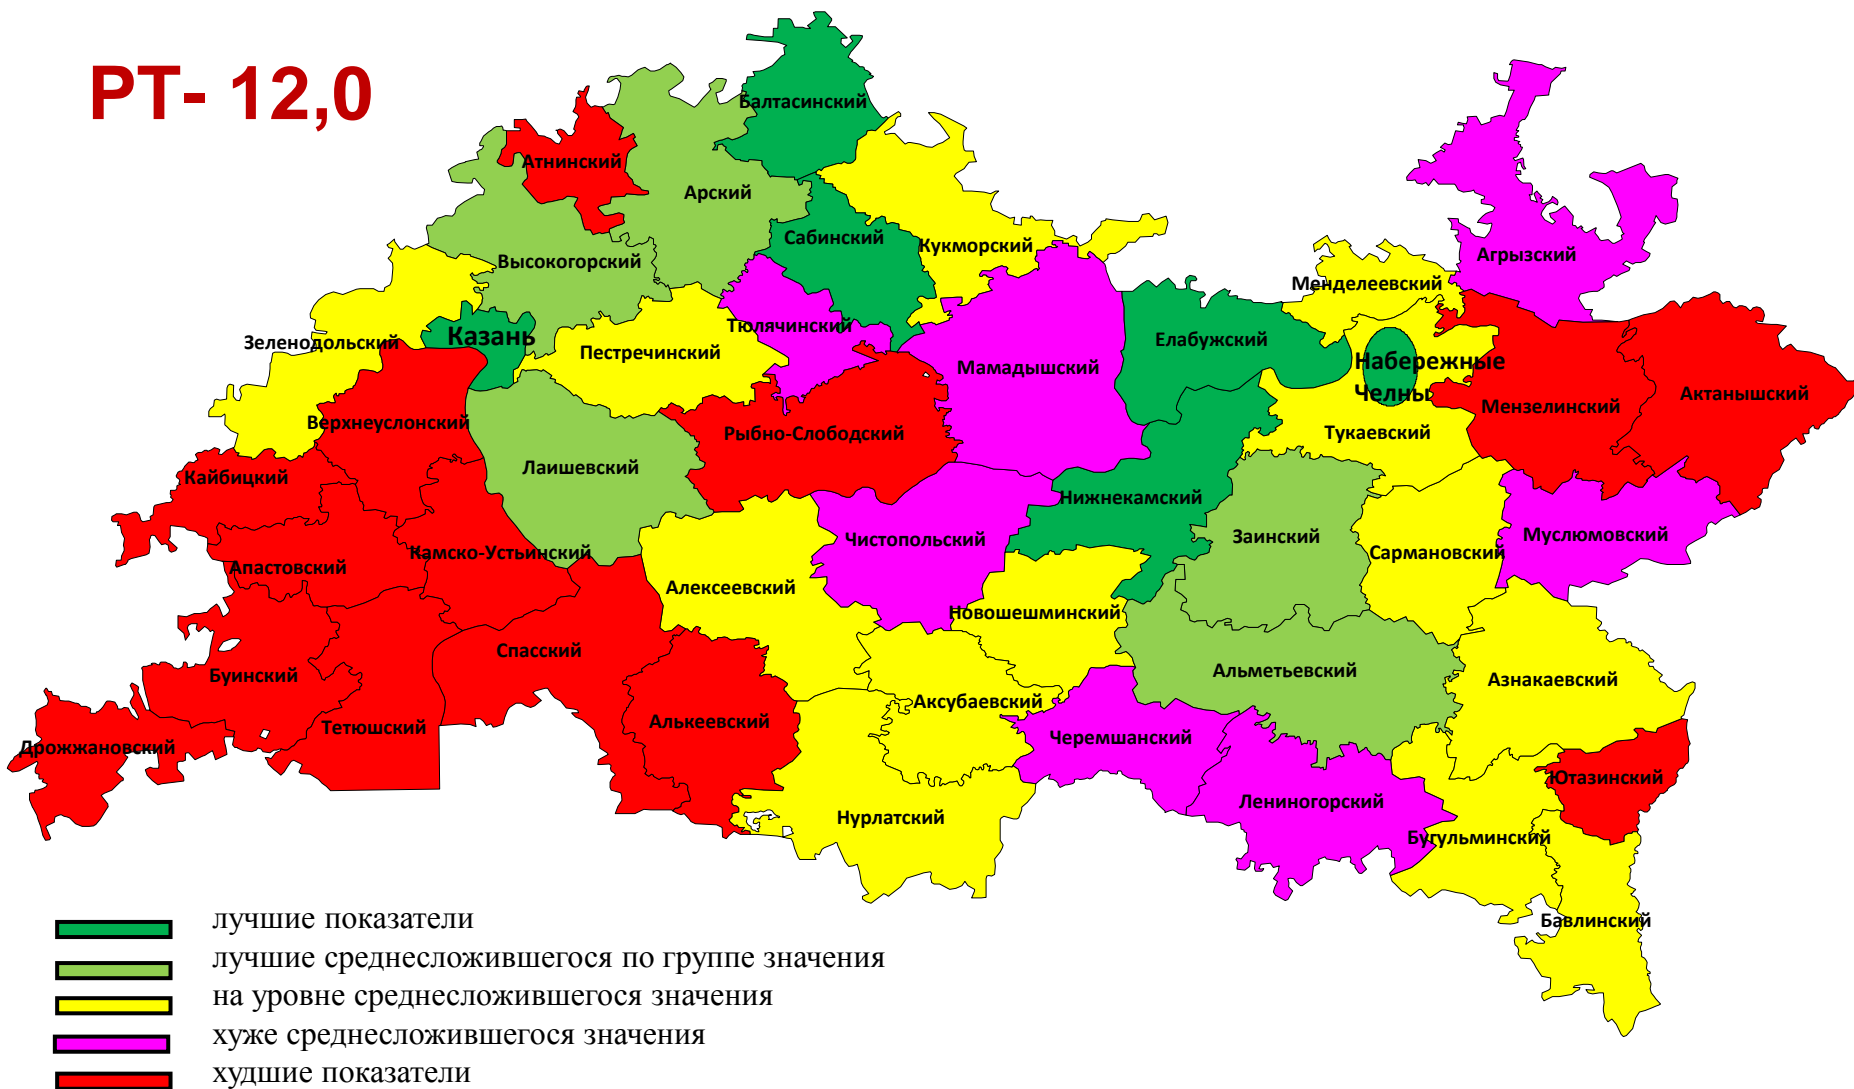 РТ- 12,0
Балтасинский
Атнинский
Арский
Сабинский
Кукморский
Высокогорский
Агрызский
Менделеевский
Тюлячинский
Казань
Зеленодольский
Пестречинский
Елабужский
Мамадышский
Набережные
Челны
Мензелинский
Актанышский
Верхнеуслонский
Рыбно-Слободский
Тукаевский
Лаишевский
Кайбицкий
Нижнекамский
Чистопольский
Заинский
Муслюмовский
Камско-Устьинский
Сармановский
Апастовский
Алексеевский
Новошешминский
Спасский
Буинский
Альметьевский
Азнакаевский
Аксубаевский
Тетюшский
Алькеевский
Черемшанский
Дрожжановский
Ютазинский
Лениногорский
Нурлатский
Бугульминский
Бавлинский
лучшие показатели
лучшие среднесложившегося по группе значения
на уровне среднесложившегося значения
хуже среднесложившегося значения
худшие показатели